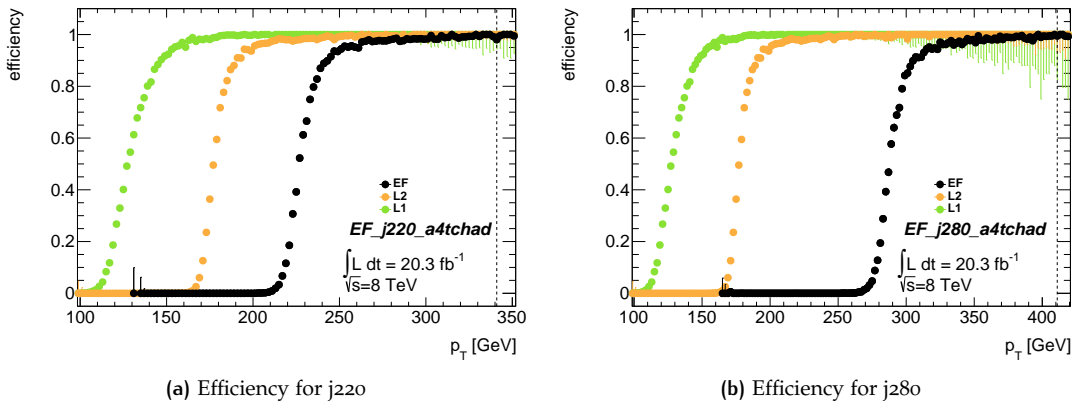 efficiency
1
0.8
0.6
0.4
0.2
0
EF
L2
L1
EF_j220_a4tchad
∫L dt = 20.3 fb⁻¹
√s=8 TeV
100 150 200 250 300 350
p_T [GeV]
(a) Efficiency for j220
efficiency
1
0.8
0.6
0.4
0.2
0
EF
L2
L1
EF_j280_a4tchad
∫L dt = 20.3 fb⁻¹
√s=8 TeV
100 150 200 250 300 350 400
p_T [GeV]
(b) Efficiency for j280